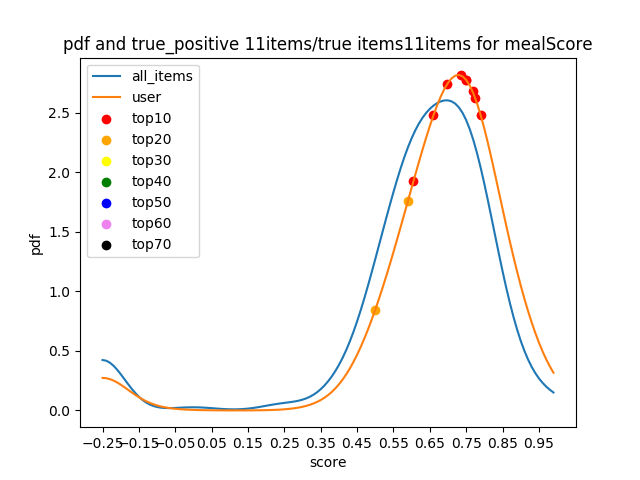 pdf and true_positive 11items/true items11items for mealScore
all_items
user
top10
top20
top30
top40
top50
top60
top70
pdf
2.5
2.0
1.5
1.0
0.5
0.0
−0.25 −0.15 −0.05 0.05 0.15 0.25 0.35 0.45 0.55 0.65 0.75 0.85 0.95
score